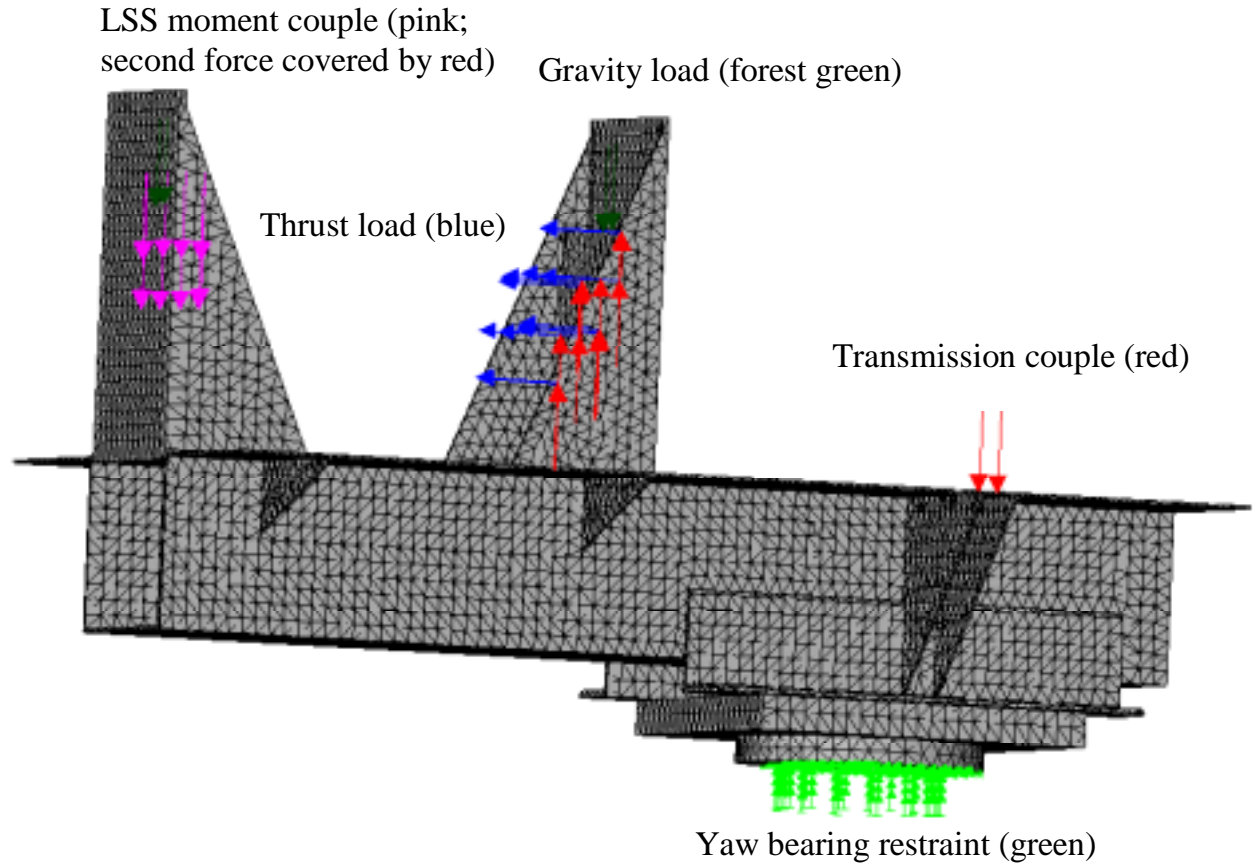 LSS moment couple (pink;
second force covered by red)
Gravity load (forest green)
Thrust load (blue)
Transmission couple (red)
Yaw bearing restraint (green)